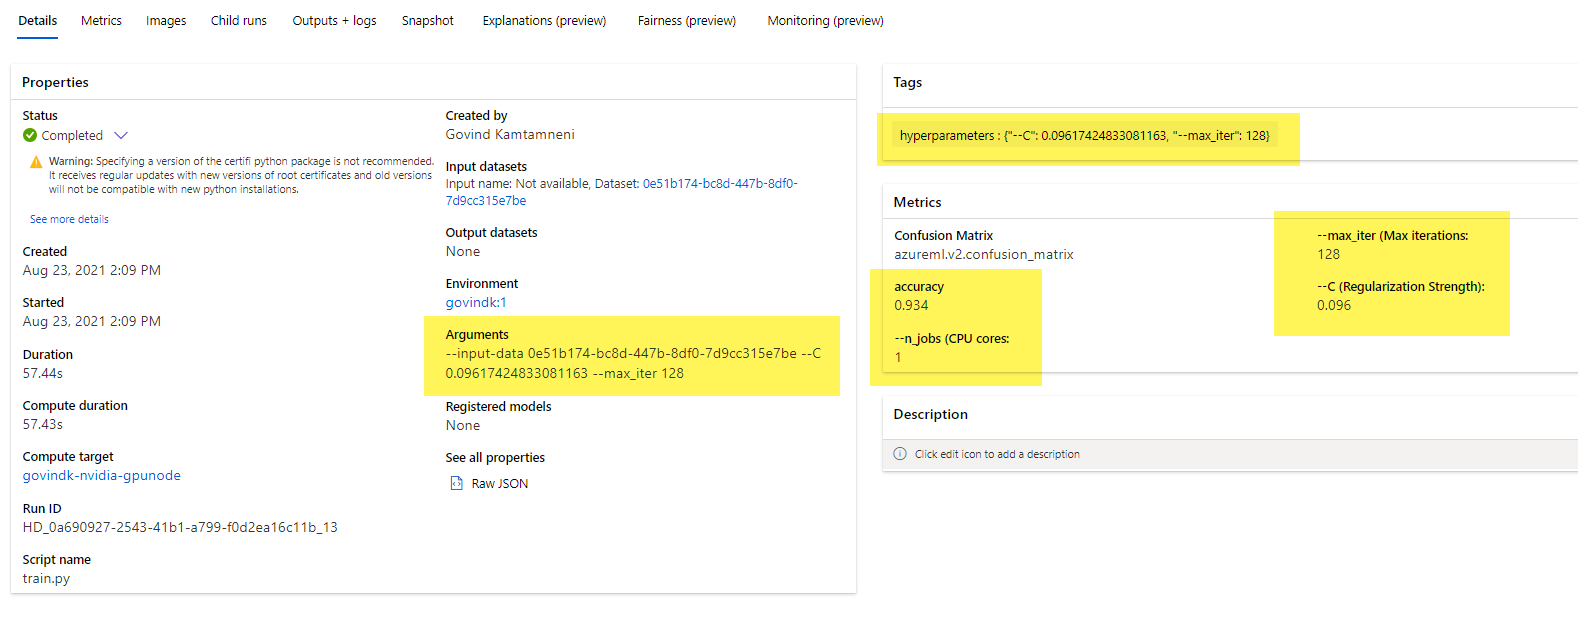 Details Metrics Images Child runs Outputs + logs Snapshot Explanations (preview) Fairness (preview) Monitoring (preview)
Properties
Status
Completed
Warning: Specifying a version of the certifi python package is not recommended.
It receives regular updates with new versions of root certificates and old versions
will not be compatible with new python installations.
See more details
Created
Aug 23, 2021 2:09 PM
Started
Aug 23, 2021 2:09 PM
Duration
57.44s
Compute duration
57.43s
Compute target
govindk-nvidia-gpunode
Run ID
HD_0a690927-2543-41b1-a799-f0d2ea16c11b_13
Script name
train.py
Created by
Govind Kamtamneni
Input datasets
Input name: Not available, Dataset: 0e51b174-bc8d-447b-8df0-
7d9cc315e7be
Output datasets
None
Environment
govindk:1
Arguments
--input-data 0e51b174-bc8d-447b-8df0-7d9cc315e7be --C
0.09617424833081163 --max_iter 128
Registered models
None
See all properties
Raw JSON
Tags
hyperparameters : {"--C": 0.09617424833081163, "--max_iter": 128}
Metrics
Confusion Matrix
azureml.v2.confusion_matrix
accuracy
0.934
--n_jobs (CPU cores:
1
--max_iter (Max iterations:
128
--C (Regularization Strength):
0.096
Description
Click edit icon to add a description